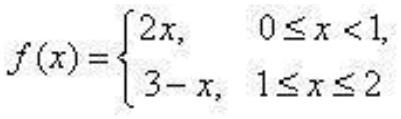 f(x) = { 2x, 0 ≤ x < 1,
3 − x, 1 ≤ x ≤ 2